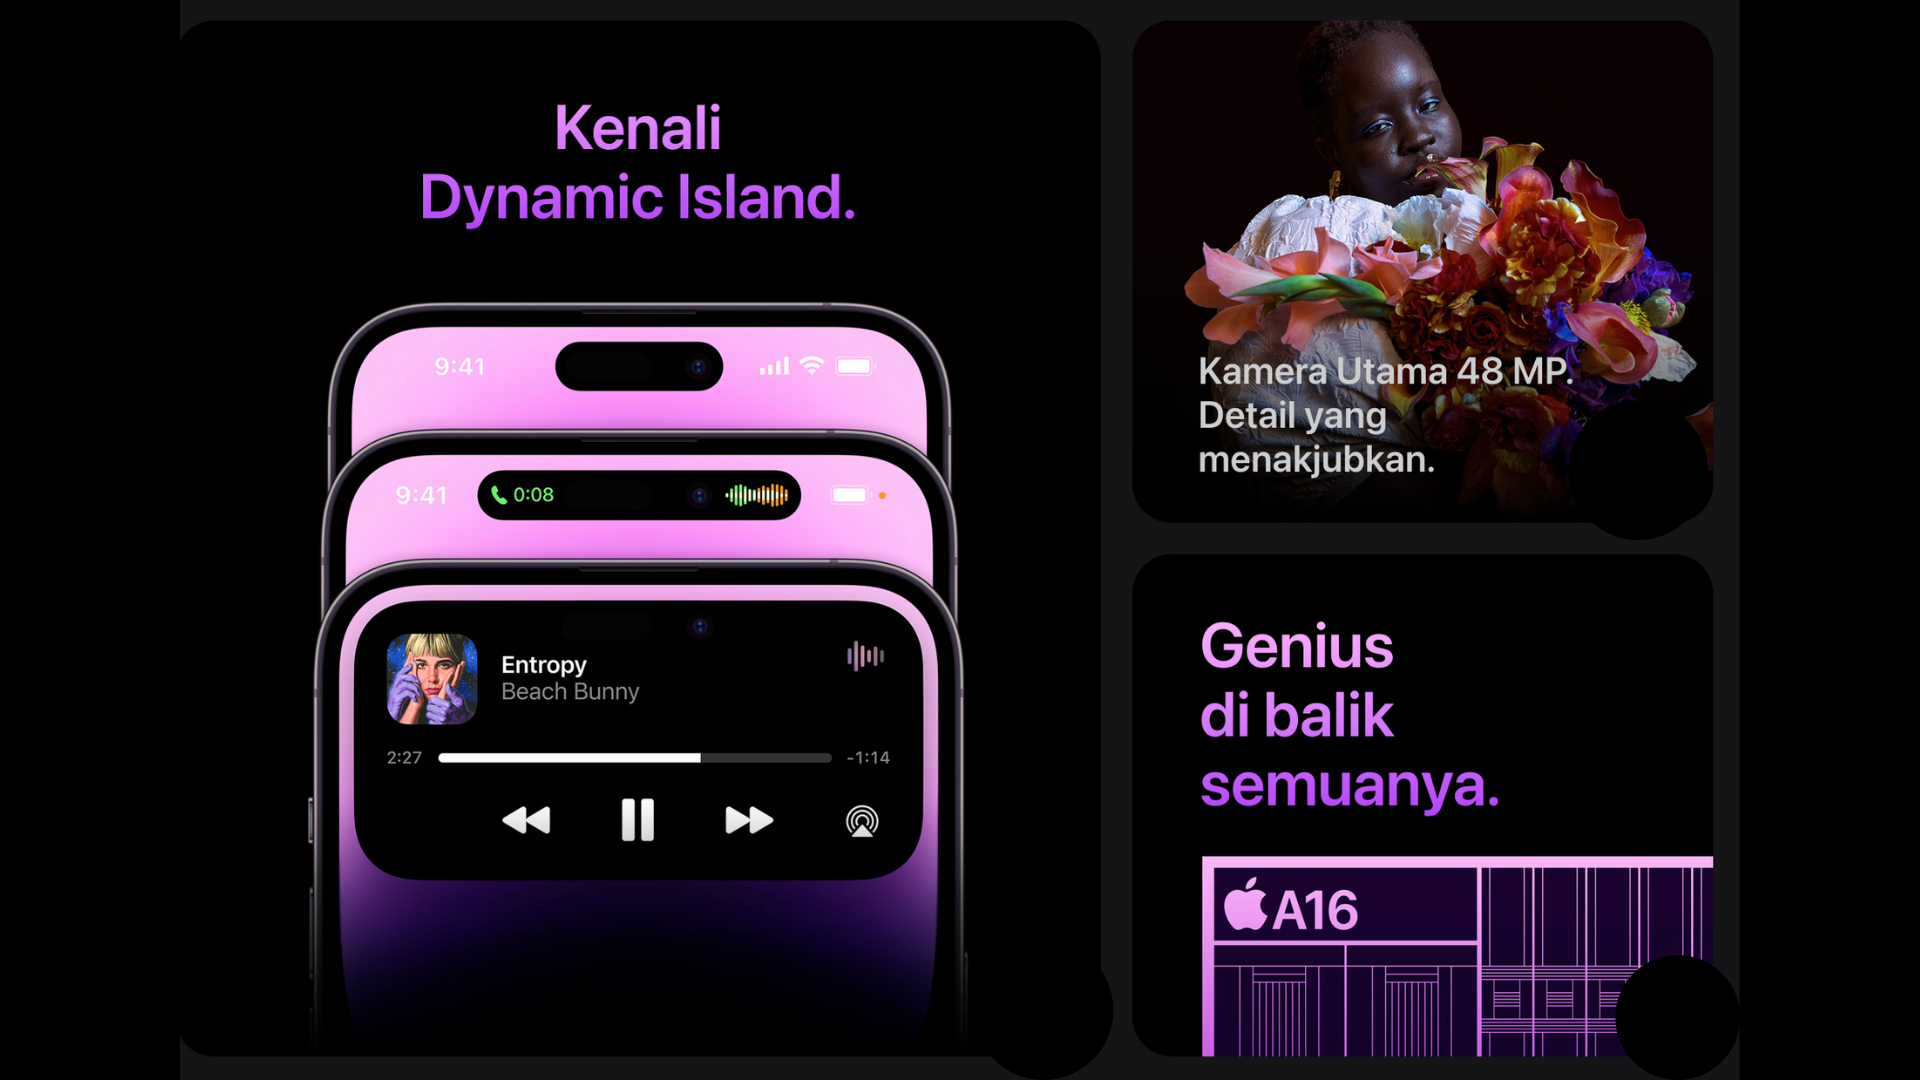 Kenali
Dynamic Island.
9:41
9:41
0:08
Entropy
Beach Bunny
2:27
-1:14
Kamera Utama 48 MP.
Detail yang
menakjubkan.
Genius
di balik
semuanya.
A16